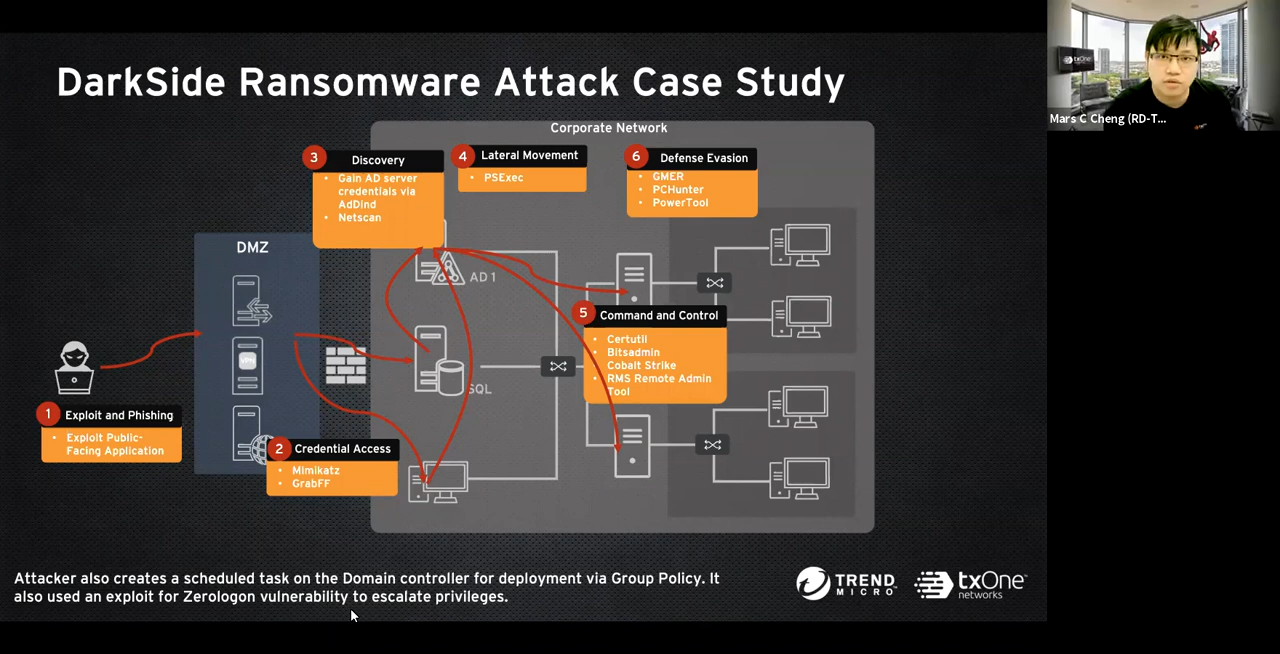 DarkSide Ransomware Attack Case Study
Mars C Cheng (RD-T...
txOne
Corporate Network
3 Discovery
• Gain AD server
credentials via
AdDind
• Netscan
4 Lateral Movement
• PSExec
6 Defense Evasion
• GMER
• PCHunter
• PowerTool
DMZ
VPN
AD 1
SQL
5 Command and Control
• Certutil
• Bitsadmin
Cobalt Strike
• RMS Remote Admin
Tool
1 Exploit and Phishing
• Exploit Public-
Facing Application
2 Credential Access
• Mimikatz
• GrabFF
Attacker also creates a scheduled task on the Domain controller for deployment via Group Policy. It
also used an exploit for Zerologon vulnerability to escalate privileges.
TREND
MICRO
txOne
networks